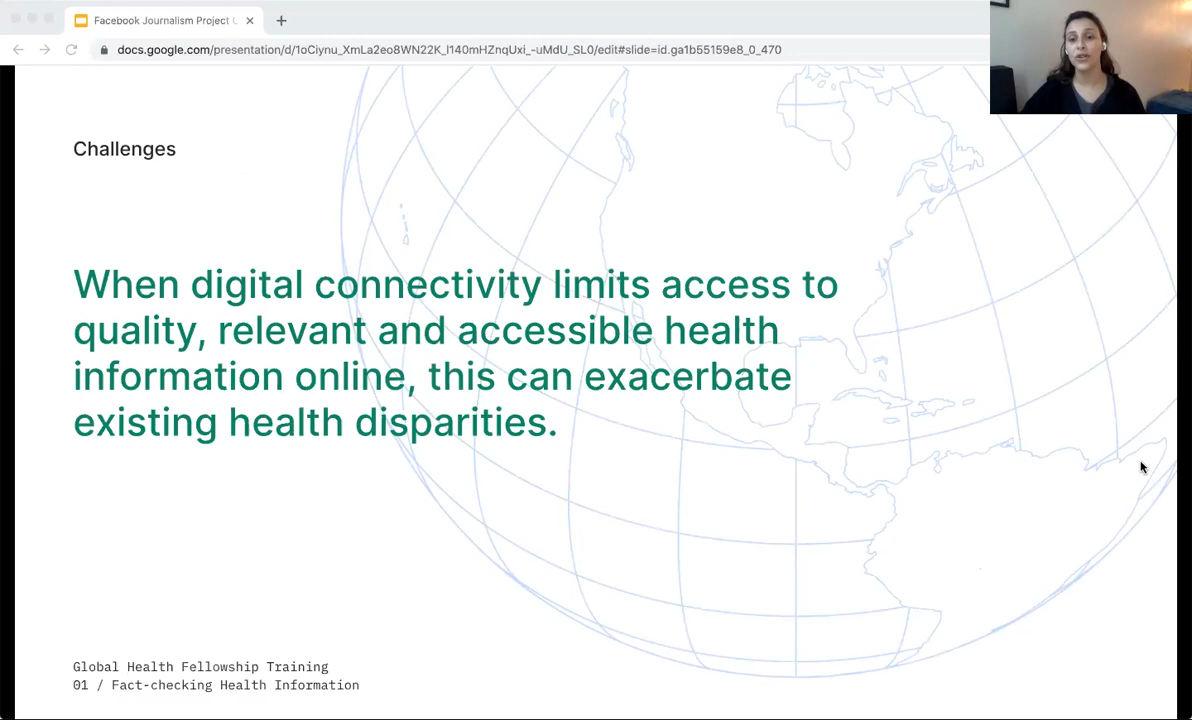 Facebook Journalism Project
docs.google.com/presentation/d/1oCiynu_XmLa2eo8WN22K_l140mHZnqUxi_-uMdU_SL0/edit#slide=id.ga1b55159e8_0_470
Challenges
When digital connectivity limits access to
quality, relevant and accessible health
information online, this can exacerbate
existing health disparities.
Global Health Fellowship Training
01 / Fact-checking Health Information